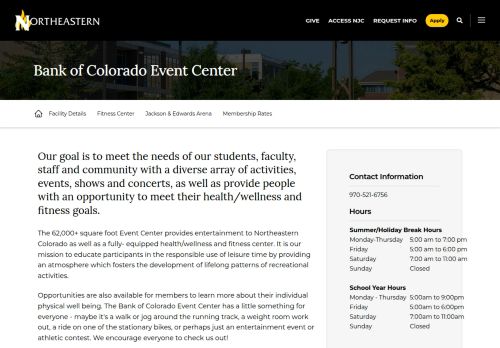 NORTHEASTERN
GIVE ACCESS NJC REQUEST INFO Apply
Bank of Colorado Event Center
Facility Details Fitness Center Jackson & Edwards Arena Membership Rates
Our goal is to meet the needs of our students, faculty,
staff and community with a diverse array of activities,
events, shows and concerts, as well as provide people
with an opportunity to meet their health/wellness and
fitness goals.
The 62,000+ square foot Event Center provides entertainment to Northeastern
Colorado as well as a fully- equipped health/wellness and fitness center. It is our
mission to educate participants in the responsible use of leisure time by providing
an atmosphere which fosters the development of lifelong patterns of recreational
activities.
Opportunities are also available for members to learn more about their individual
physical well being. The Bank of Colorado Event Center has a little something for
everyone - maybe it's a walk or jog around the running track, a weight room work
out, a ride on one of the stationary bikes, or perhaps just an entertainment event or
athletic contest. We encourage everyone to check us out!
Contact Information
970-521-6756
Hours
Summer/Holiday Break Hours
Monday-Thursday 5:00 am to 7:00 pm
Friday 5:00 am to 6:00 pm
Saturday 7:00 am to 11:00 am
Sunday Closed
School Year Hours
Monday - Thursday 5:00am to 9:00pm
Friday 5:00am to 6:00pm
Saturday 7:00am to 11:00am
Sunday Closed